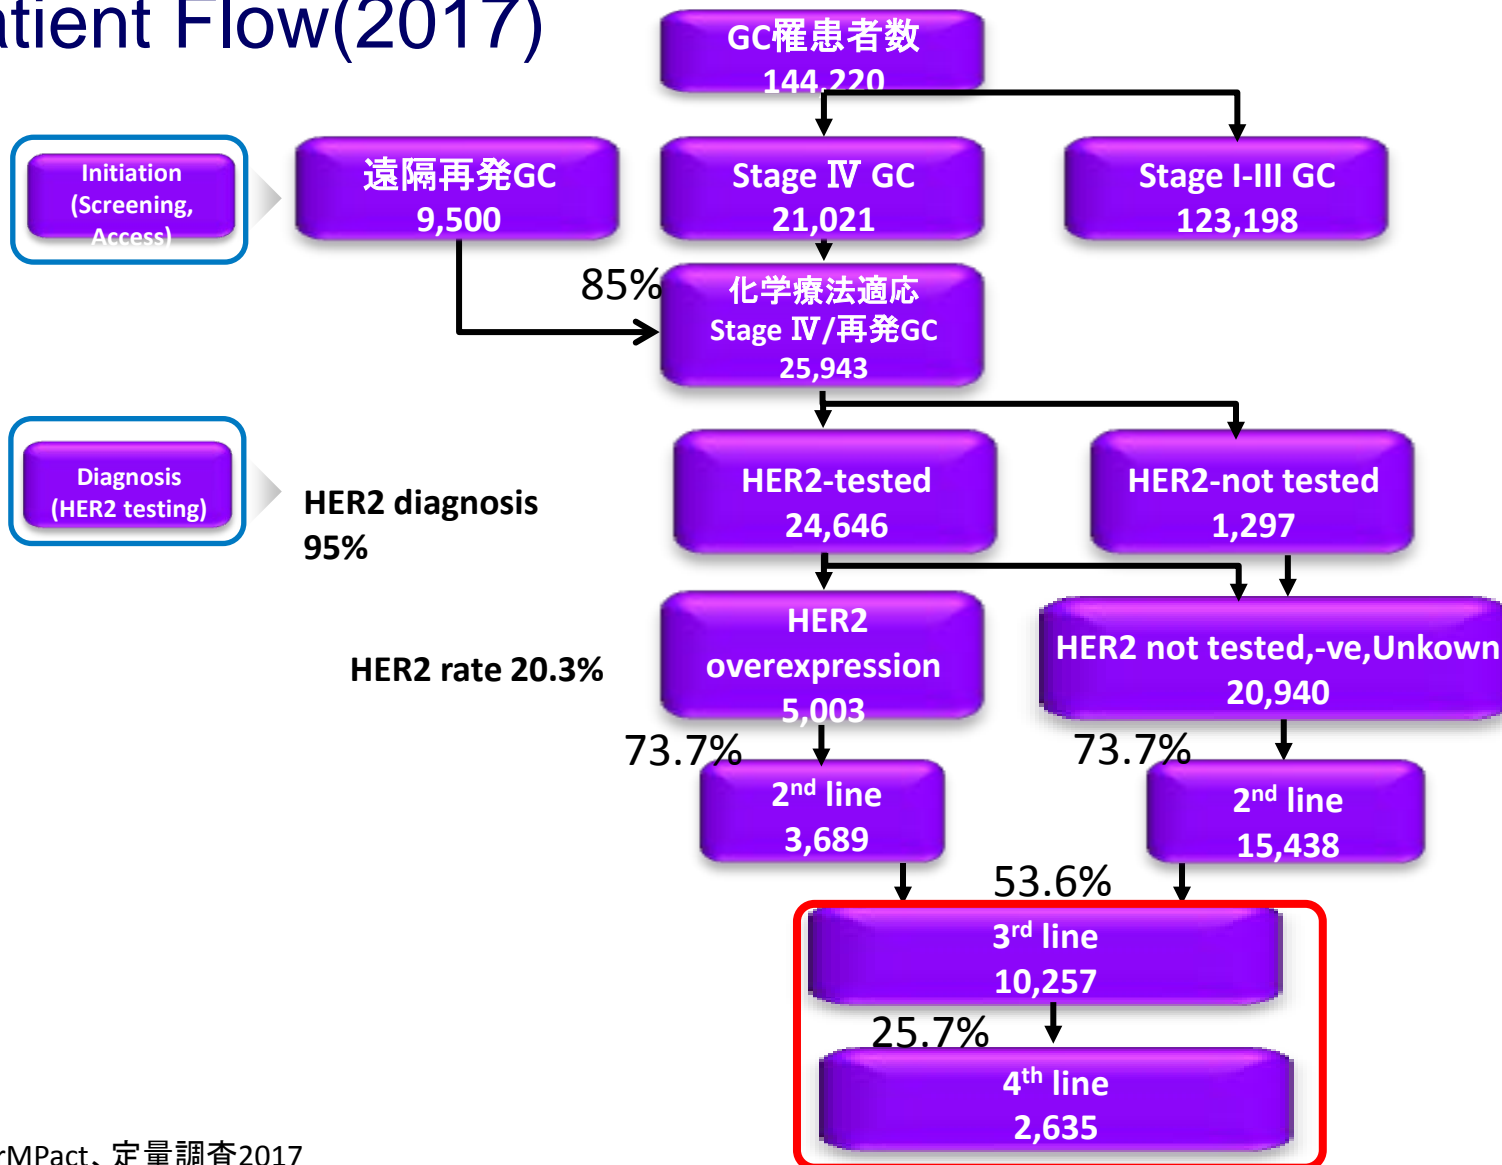 atient Flow(2017)
GC罹患者数
144,220
Initiation
(Screening,
Access)
遠隔再発GC
9,500
Stage Ⅳ GC
21,021
Stage I-III GC
123,198
85%
化学療法適応
Stage Ⅳ/再発GC
25,943
Diagnosis
(HER2 testing)
HER2 diagnosis
95%
HER2-tested
24,646
HER2-not tested
1,297
HER2 rate 20.3%
HER2
overexpression
5,003
HER2 not tested,-ve,Unkown
20,940
73.7%
73.7%
2nd line
3,689
2nd line
15,438
53.6%
3rd line
10,257
25.7%
4th line
2,635
rMPact、定量調査2017